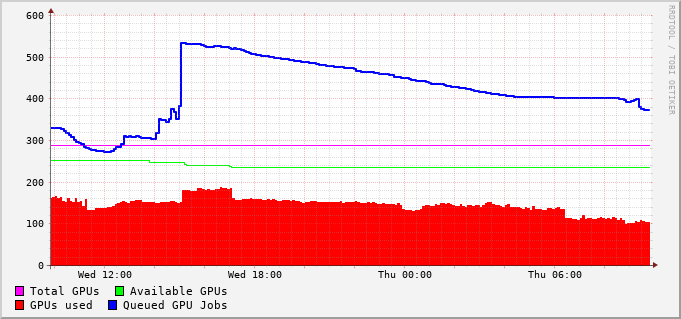 600
500
400
300
200
100
0
Wed 12:00 Wed 18:00 Thu 00:00 Thu 06:00
Total GPUs Available GPUs
GPUs used Queued GPU Jobs
RRDTOOL / TOBI OETIKER